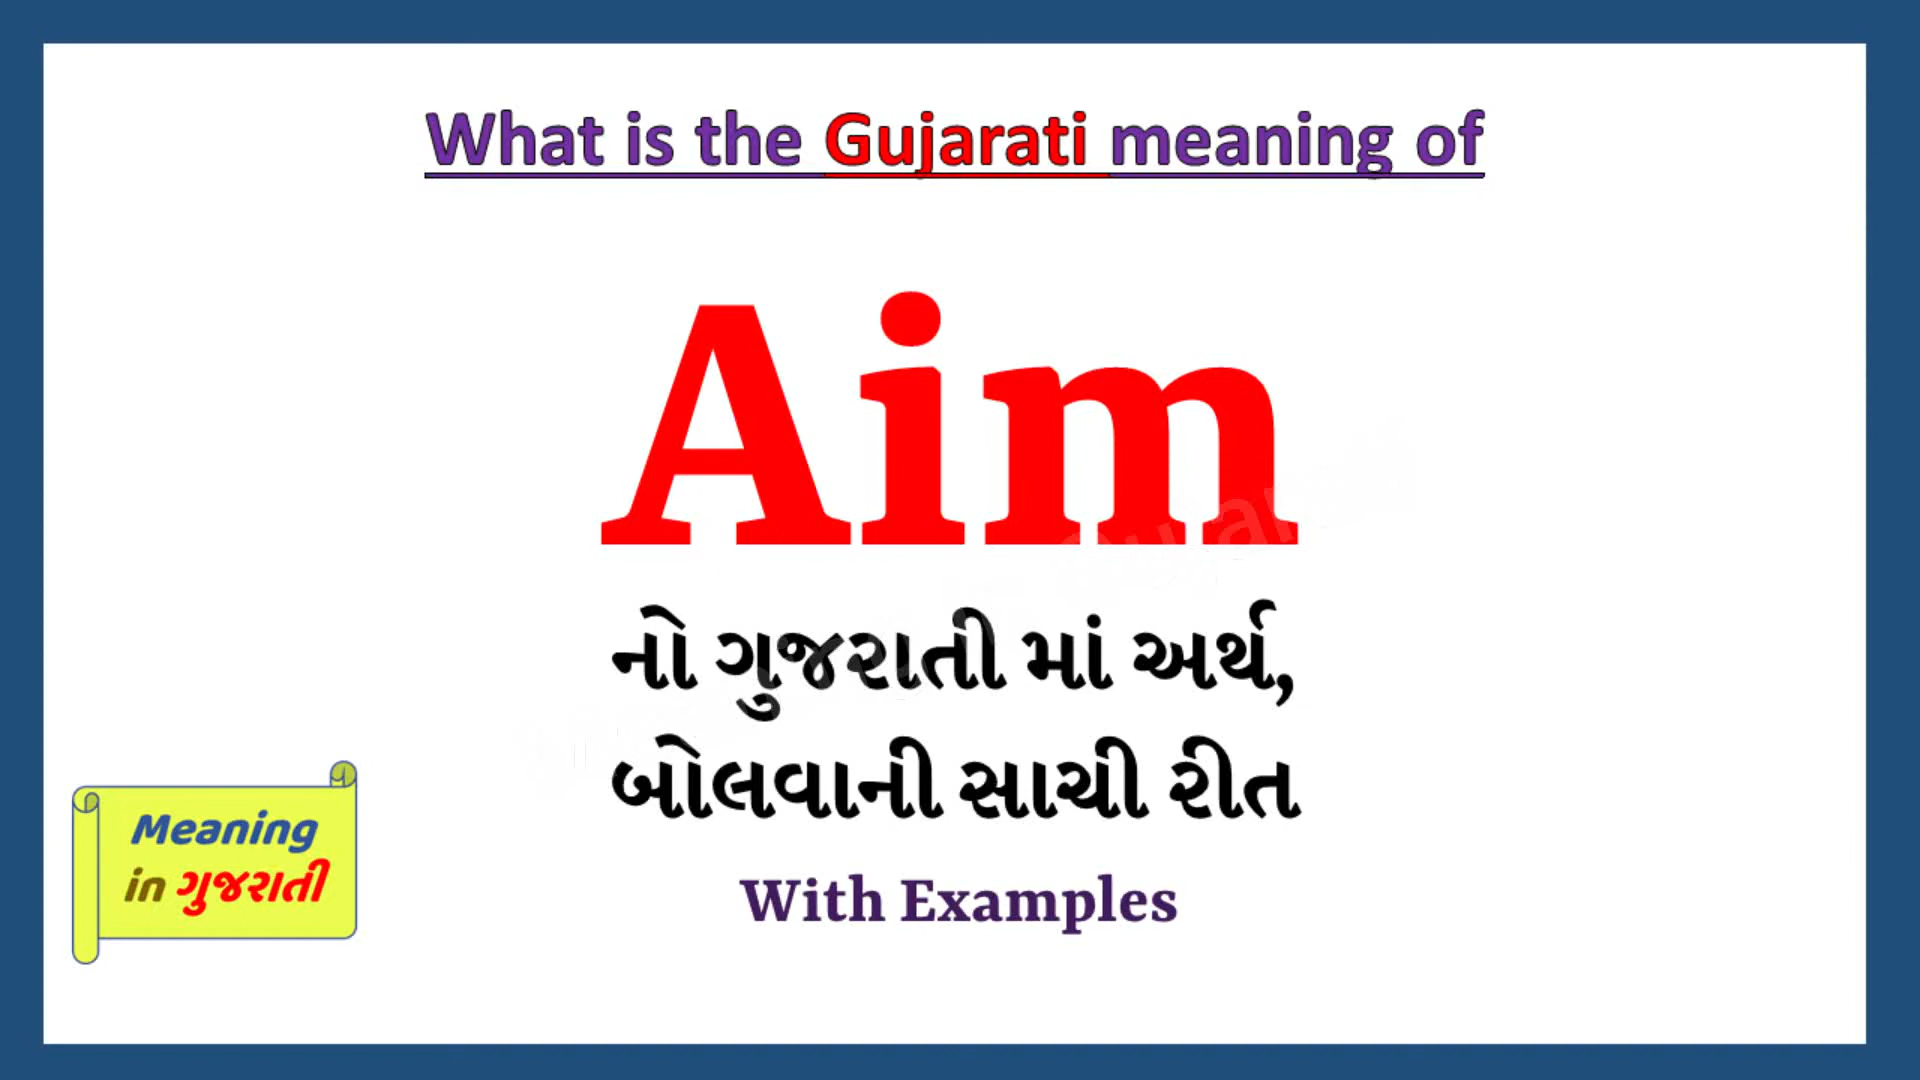 What is the Gujarati meaning of
Aim
નો ગુજરાતી માં અર્થ,
બોલવાની સાચી રીત
With Examples
Meaning
in ગુજરાતી